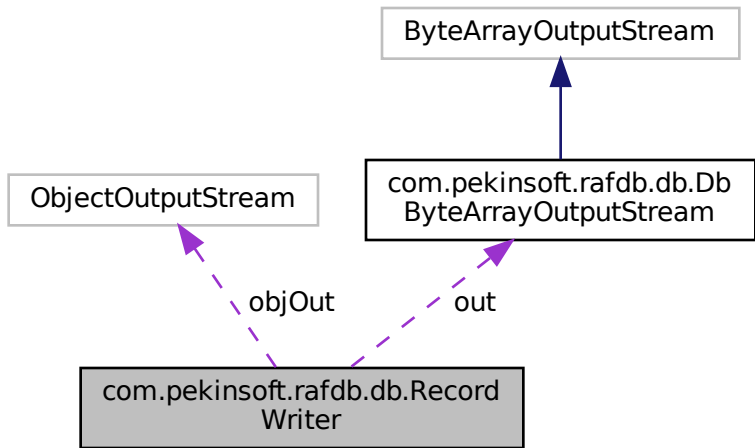 ByteArrayOutputStream
ObjectOutputStream
com.pekinsoft.rafdb.db.Db
ByteArrayOutputStream
objOut
out
com.pekinsoft.rafdb.db.Record
Writer